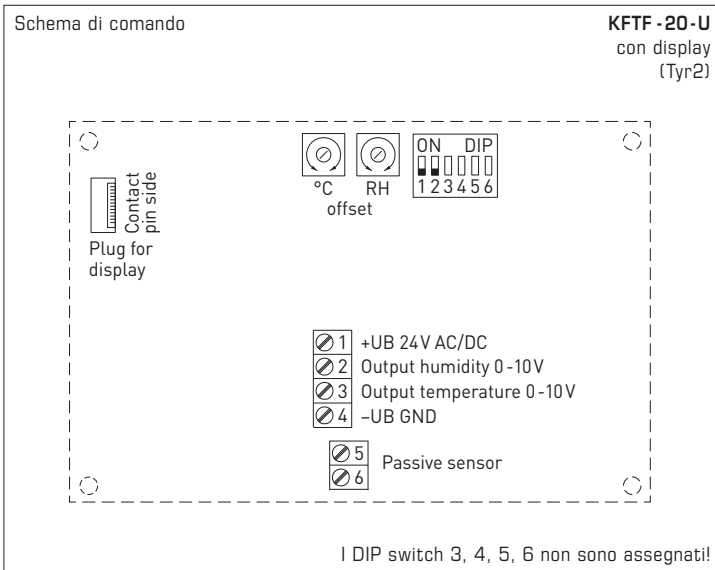 Schema di comando
KFTF - 20 - U
con display
(Tyr2)
ON DIP
1 2 3 4 5 6
°C RH
offset
Contact
pin side
Plug for
display
1 +UB 24V AC/DC
2 Output humidity 0 -10V
3 Output temperature 0 -10V
4 –UB GND
5
Passive sensor
6
I DIP switch 3, 4, 5, 6 non sono assegnati!